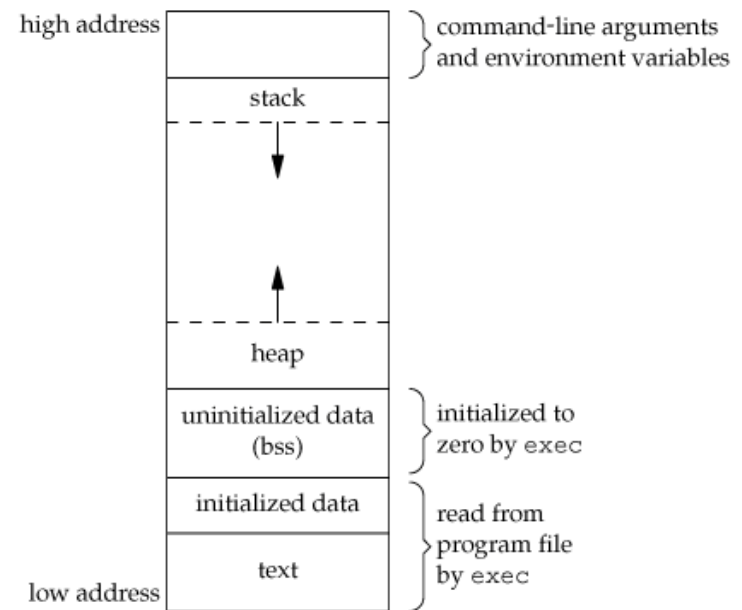 high address
command-line arguments
and environment variables
stack
heap
uninitialized data
(bss)
initialized to
zero by exec
initialized data
read from
program file
by exec
text
low address